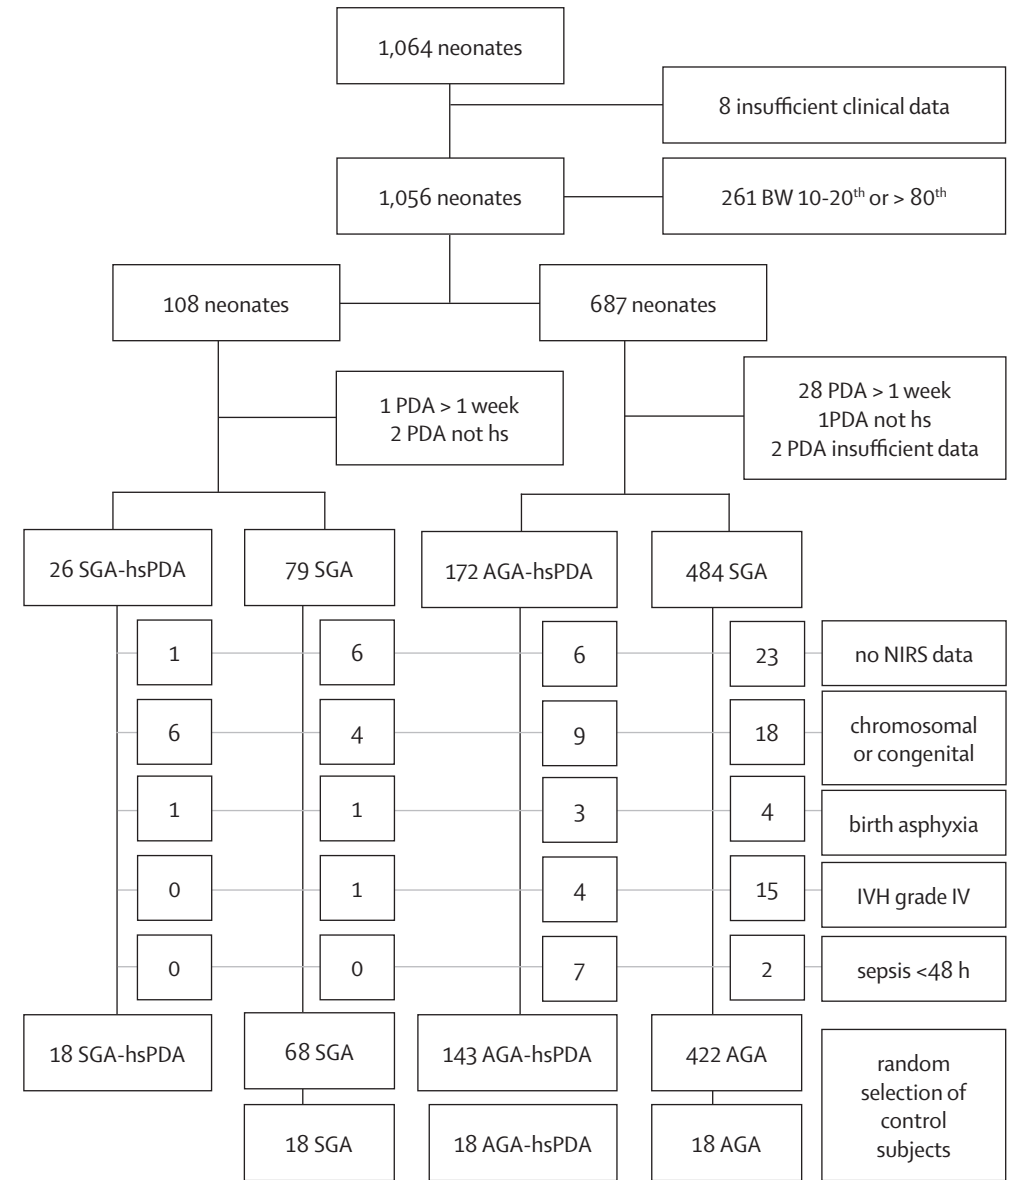 1,064 neonates
8 insufficient clinical data
1,056 neonates
261 BW 10-20th or > 80th
108 neonates
687 neonates
1 PDA > 1 week
2 PDA not hs
28 PDA > 1 week
1PDA not hs
2 PDA insufficient data
26 SGA-hsPDA
79 SGA
172 AGA-hsPDA
484 SGA
1
6
6
23
no NIRS data
6
4
9
18
chromosomal
or congenital
1
1
3
4
birth asphyxia
0
1
4
15
IVH grade IV
0
0
7
2
sepsis <48 h
18 SGA-hsPDA
68 SGA
143 AGA-hsPDA
422 AGA
random
selection of
control
subjects
18 SGA
18 AGA-hsPDA
18 AGA